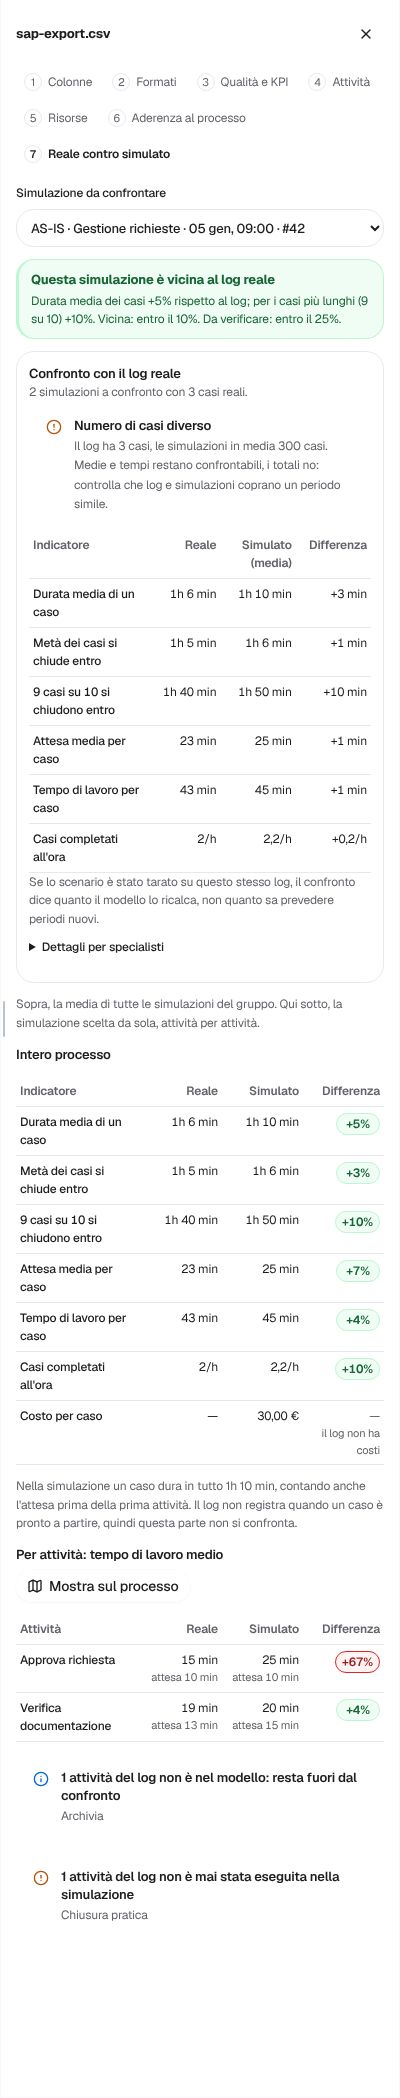 sap-export.csv
1 Colonne 2 Formati 3 Qualità e KPI 4 Attività
5 Risorse 6 Aderenza al processo
7 Reale contro simulato
Simulazione da confrontare
AS-IS · Gestione richieste · 05 gen, 09:00 · #42
Questa simulazione è vicina al log reale
Durata media dei casi +5% rispetto al log; per i casi più lunghi (9
su 10) +10%. Vicina: entro il 10%. Da verificare: entro il 25%.
Confronto con il log reale
2 simulazioni a confronto con 3 casi reali.
Numero di casi diverso
Il log ha 3 casi, le simulazioni in media 300 casi.
Medie e tempi restano confrontabili, i totali no:
controlla che log e simulazioni coprano un periodo
simile.
Indicatore Reale Simulato Differenza
(media)
Durata media di un 1h 6 min 1h 10 min +3 min
caso
Metà dei casi si 1h 5 min 1h 6 min +1 min
chiude entro
9 casi su 10 si 1h 40 min 1h 50 min +10 min
chiudono entro
Attesa media per 23 min 25 min +1 min
caso
Tempo di lavoro per 43 min 45 min +1 min
caso
Casi completati 2/h 2,2/h +0,2/h
all'ora
Se lo scenario è stato tarato su questo stesso log, il confronto
dice quanto il modello lo ricalca, non quanto sa prevedere
periodi nuovi.
Dettagli per specialisti
Sopra, la media di tutte le simulazioni del gruppo. Qui sotto, la
simulazione scelta da sola, attività per attività.
Intero processo
Indicatore Reale Simulato Differenza
Durata media di un 1h 6 min 1h 10 min +5%
caso
Metà dei casi si 1h 5 min 1h 6 min +3%
chiude entro
9 casi su 10 si 1h 40 min 1h 50 min +10%
chiudono entro
Attesa media per 23 min 25 min +7%
caso
Tempo di lavoro per 43 min 45 min +4%
caso
Casi completati 2/h 2,2/h +10%
all'ora
Costo per caso — 30,00 € —
il log non ha
costi
Nella simulazione un caso dura in tutto 1h 10 min, contando anche
l'attesa prima della prima attività. Il log non registra quando un caso è
pronto a partire, quindi questa parte non si confronta.
Per attività: tempo di lavoro medio
Mostra sul processo
Attività Reale Simulato Differenza
Approva richiesta 15 min 25 min +67%
attesa 10 min attesa 10 min
Verifica 19 min 20 min +4%
documentazione attesa 13 min attesa 15 min
1 attività del log non è nel modello: resta fuori dal
confronto
Archivia
1 attività del log non è mai stata eseguita nella
simulazione
Chiusura pratica